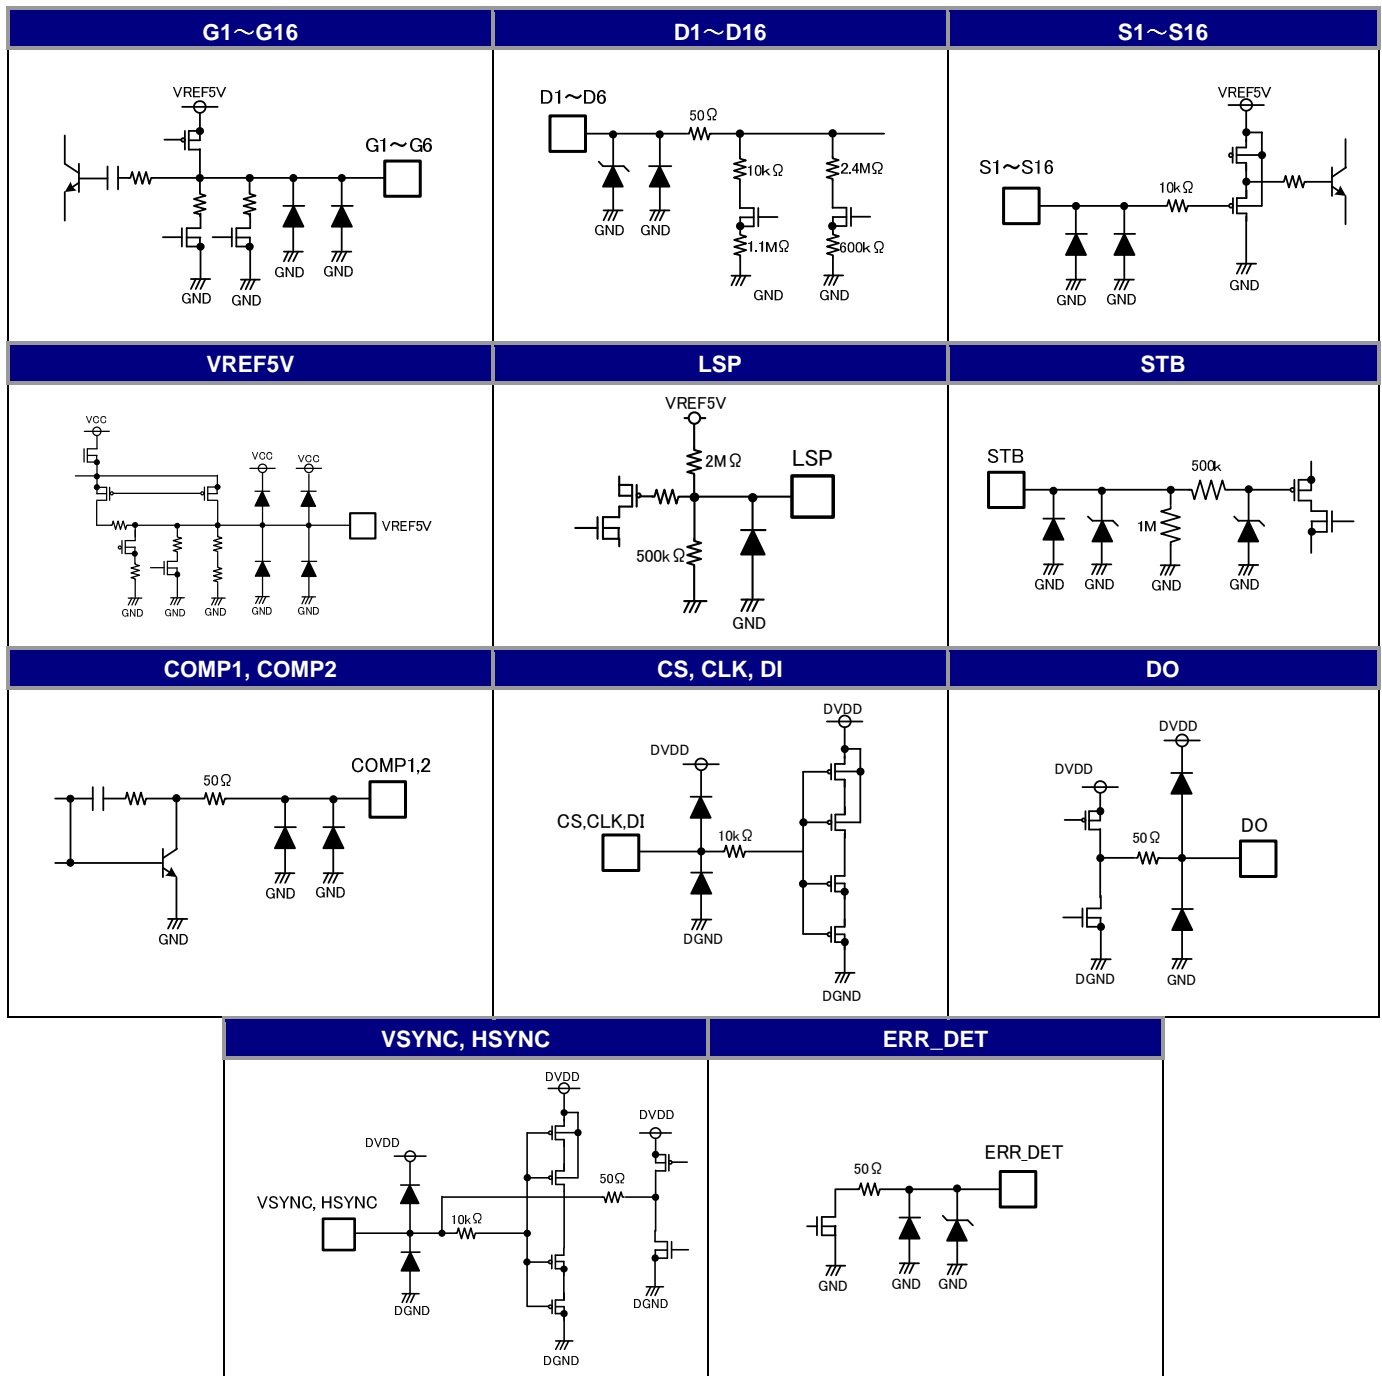 G1～G16
D1～D16
S1～S16
VREF5V
G1～G6
GND
GND
GND
GND
D1～D6
50Ω
10kΩ
2.4MΩ
GND
GND
1.1MΩ
600kΩ
GND
GND
VREF5V
S1～S16
10kΩ
GND
GND
GND
VREF5V
LSP
STB
VCC
VCC
VCC
VREF5V
GND
GND
GND
GND
GND
VREF5V
2MΩ
LSP
500kΩ
GND
STB
500k
1M
GND
GND
GND
GND
COMP1, COMP2
CS, CLK, DI
DO
50Ω
COMP1,2
GND
GND
GND
DVDD
DVDD
CS,CLK,DI
10kΩ
DGND
DGND
DVDD
DVDD
50Ω
DO
DGND
GND
VSYNC, HSYNC
ERR_DET
DVDD
DVDD
DVDD
50Ω
VSYNC, HSYNC
10kΩ
DGND
DGND
DGND
50Ω
ERR_DET
GND
GND
GND